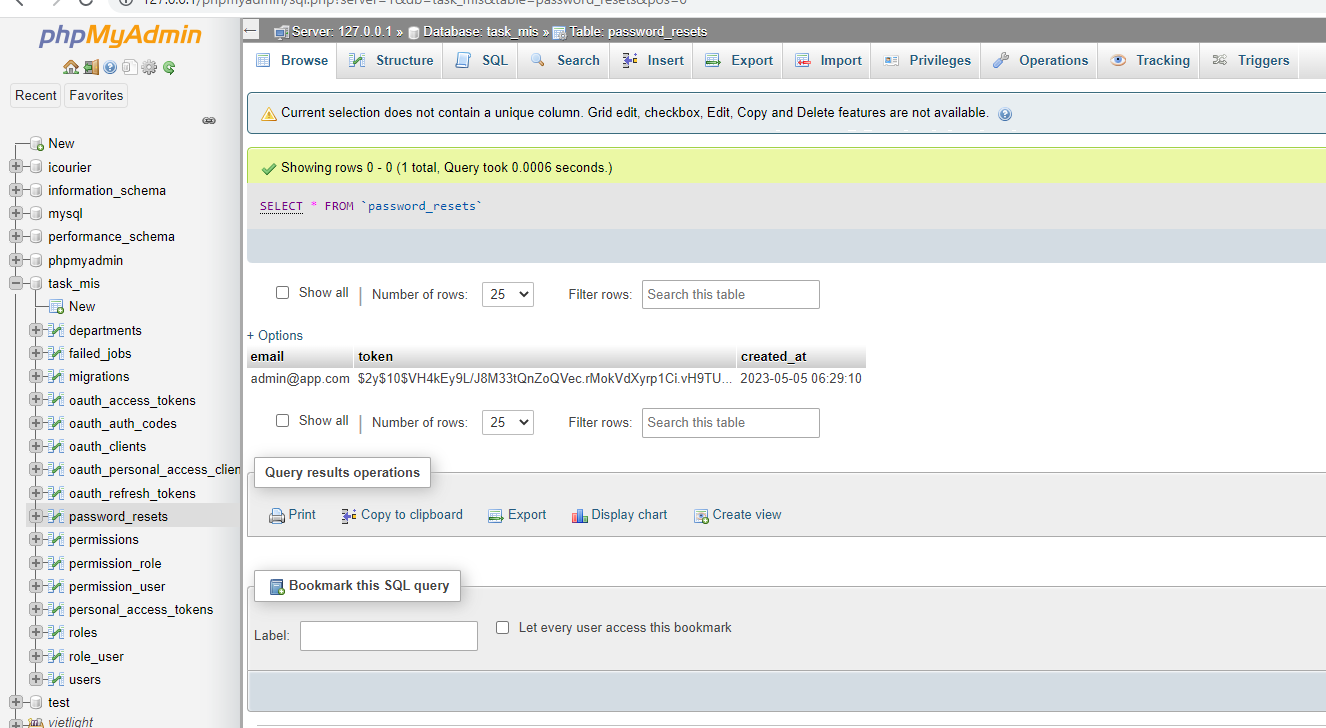 127.0.0.1/phpmyadmin/sql.php?server=1&db=task_mis&table=password_resets&pos=0
phpMyAdmin
Recent Favorites
New
icourier
information_schema
mysql
performance_schema
phpmyadmin
task_mis
New
departments
failed_jobs
migrations
oauth_access_tokens
oauth_auth_codes
oauth_clients
oauth_personal_access_clien
oauth_refresh_tokens
password_resets
permissions
permission_role
permission_user
personal_access_tokens
roles
role_user
users
test
vietlight
Server: 127.0.0.1 » Database: task_mis » Table: password_resets
Browse Structure SQL Search Insert Export Import Privileges Operations Tracking Triggers
Current selection does not contain a unique column. Grid edit, checkbox, Edit, Copy and Delete features are not available.
Showing rows 0 - 0 (1 total, Query took 0.0006 seconds.)
SELECT * FROM `password_resets`
Show all Number of rows: 25 Filter rows: Search this table
+ Options
email token created_at
admin@app.com $2y$10$VH4kEy9L/J8M33tQnZoQVec.rMokVdXyrp1Ci.vH9TU... 2023-05-05 06:29:10
Show all Number of rows: 25 Filter rows: Search this table
Query results operations
Print Copy to clipboard Export Display chart Create view
Bookmark this SQL query
Label: Let every user access this bookmark